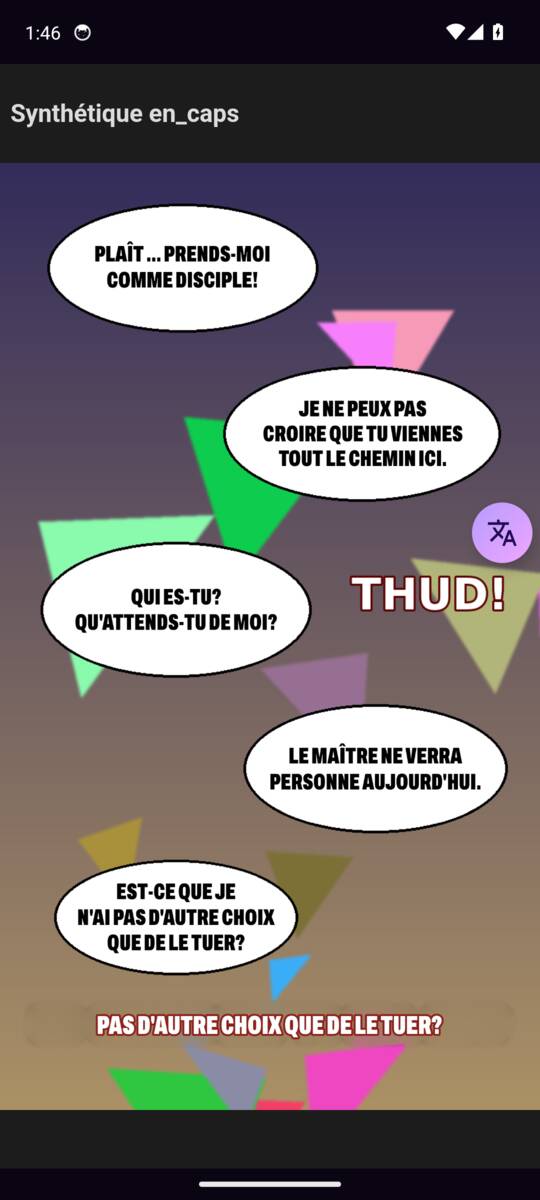 1:46
Synthétique en_caps
PLAÎT ... PRENDS-MOI
COMME DISCIPLE!
JE NE PEUX PAS
CROIRE QUE TU VIENNES
TOUT LE CHEMIN ICI.
QUI ES-TU?
QU'ATTENDS-TU DE MOI?
THUD!
LE MAÎTRE NE VERRA
PERSONNE AUJOURD'HUI.
EST-CE QUE JE
N'AI PAS D'AUTRE CHOIX
QUE DE LE TUER?
PAS D'AUTRE CHOIX QUE DE LE TUER?